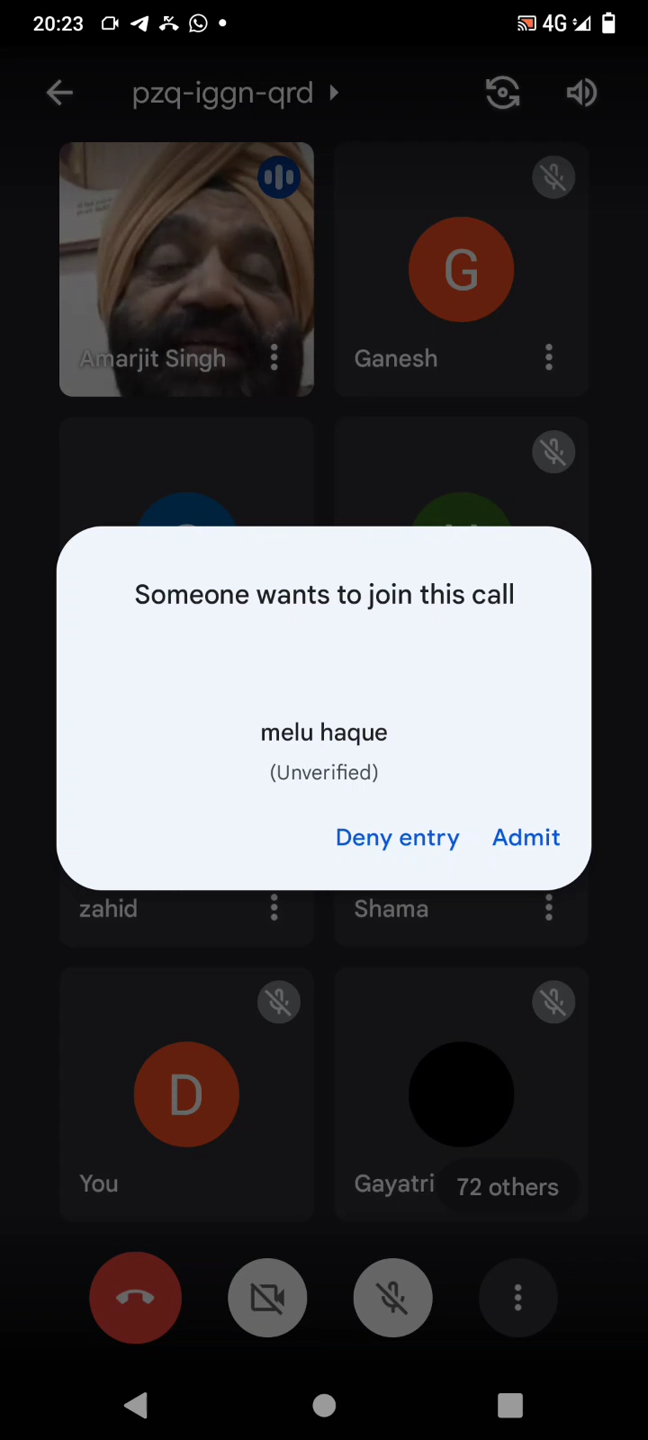 20:23
4G
pzq-iggn-qrd
Amarjit Singh
G
Ganesh
Someone wants to join this call
melu haque
(Unverified)
Deny entry
Admit
zahid
Shama
D
You
Gayatri
72 others